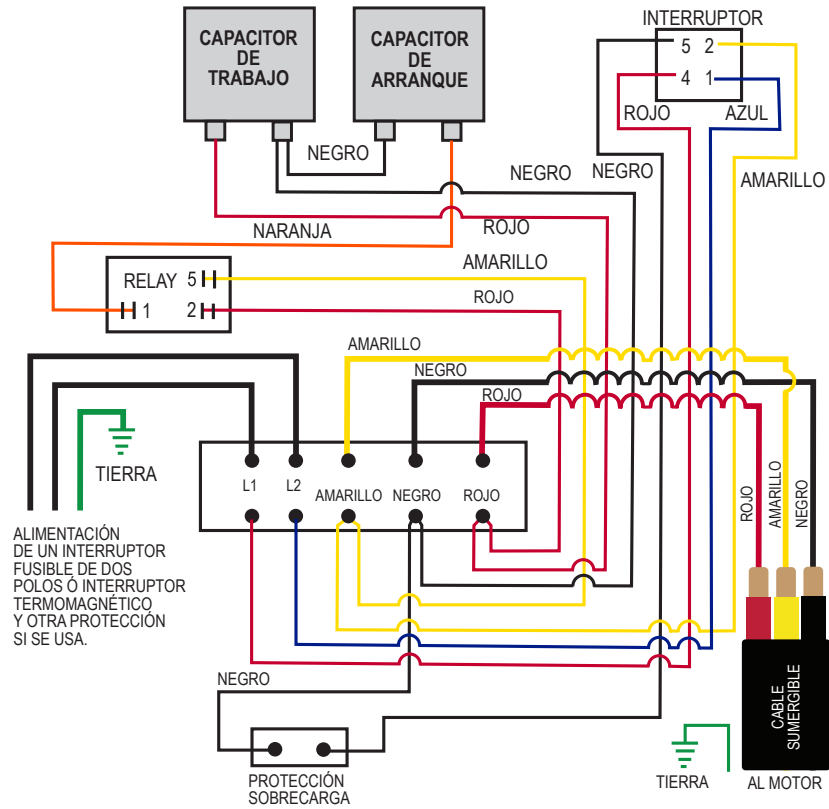 CAPACITOR
DE
TRABAJO
CAPACITOR
DE
ARRANQUE
INTERRUPTOR
5 2
4 1
ROJO
AZUL
NEGRO
NEGRO
NEGRO
AMARILLO
NARANJA
ROJO
AMARILLO
RELAY 5
1 2
ROJO
AMARILLO
NEGRO
ROJO
TIERRA
L1
L2
AMARILLO
NEGRO
ROJO
ROJO
AMARILLO
NEGRO
ALIMENTACIÓN
DE UN INTERRUPTOR
FUSIBLE DE DOS
POLOS Ó INTERRUPTOR
TERMOMAGNÉTICO
Y OTRA PROTECCIÓN
SI SE USA.
NEGRO
CABLE
SUMERGIBLE
PROTECCIÓN
SOBRECARGA
TIERRA
AL MOTOR